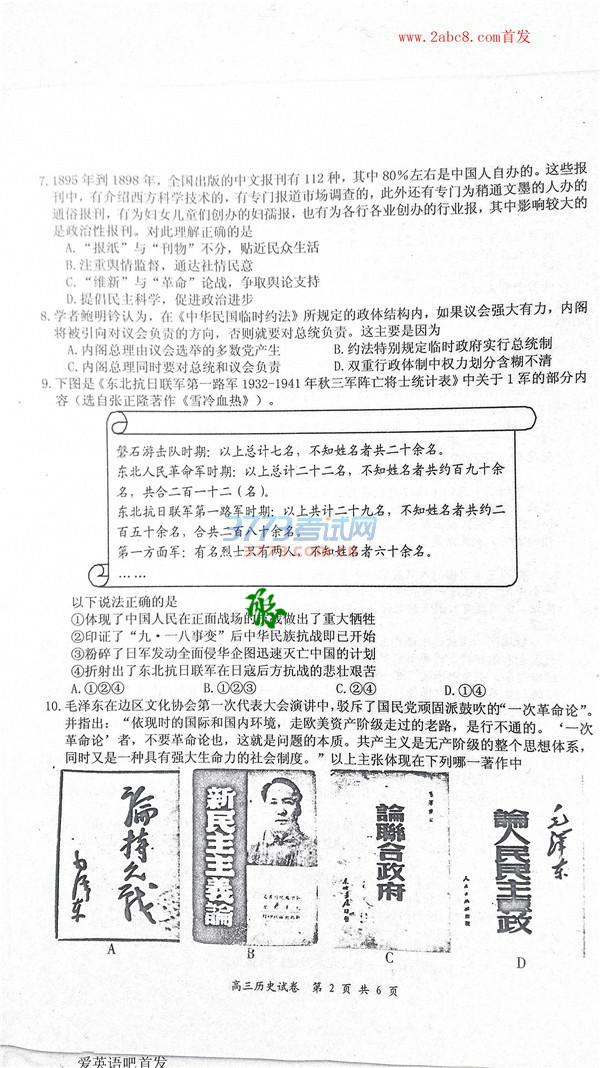 www.2abc8.com首发
7. 1895年到1898年，全国出版的中文报刊有112种，其中80%左右是中国人自办的。这些报
刊中，有介绍西方科学技术的，有专门报道市场调查的，此外还有专门为稍通文墨的人办的
通俗报刊，有为妇女儿童们创办的妇孺报，也有为各行各业创办的行业报，其中影响较大的
是政治性报刊。对此理解正确的是
A. “报纸”与“刊物”不分，贴近民众生活
B. 注重舆情监督，通达社情民意
C. “维新”与“革命”论战，争取舆论支持
D. 提倡民主科学，促进政治进步
8. 学者鲍明钤认为，在《中华民国临时约法》所规定的政体结构内，如果议会强大有力，内阁
将被引向对议会负责的方向，否则就要对总统负责。这主要是因为
A. 内阁总理由议会选举的多数党产生 B. 约法特别规定临时政府实行总统制
C. 内阁总理同时要对总统和议会负责 D. 双重行政体制中权力划分含糊不清
9. 下图是《东北抗日联军第一路军1932-1941年秋三军阵亡将士统计表》中关于1军的部分内
容（选自张正隆著作《雪冷血热》）。
磐石游击队时期：以上总计七名，不知姓名者共二十余名。
东北人民革命军时期：以上总计二十二名，不知姓名者共约百九十余
名，共合二百一十二（名）。
东北抗日联军第一路军时期：以上共计二十九名，不知姓名者共约二
百五十余名，合共二百八十余名。
第一方面军：有名烈士只有两人，不知姓名者六十余名。
……
3773考试网
以下说法正确的是
①体现了中国人民在正面战场的抗战做出了重大牺牲
②印证了“九·一八事变”后中华民族抗战即已开始
③粉碎了日军发动全面侵华企图迅速灭亡中国的计划
④折射出了东北抗日联军在日寇后方抗战的悲壮艰苦
A. ①②④ B. ①②③ C. ②④ D. ①④
10. 毛泽东在边区文化协会第一次代表大会演讲中，驳斥了国民党顽固派鼓吹的“一次革命论”。
并指出：“依现时的国际和国内环境，走欧美资产阶级走过的老路，是行不通的。‘一次
革命论’者，不要革命论也，这就是问题的本质。共产主义是无产阶级的整个思想体系，
同时又是一种具有强大生命力的社会制度。”以上主张体现在下列哪一著作中
論持久戰
毛泽东
新民主主義論
論聯合政府
論人民民主專政
毛泽东
人民出版社出版
A
B
C
D
高三历史试卷 第2页 共6页
爱英语吧首发